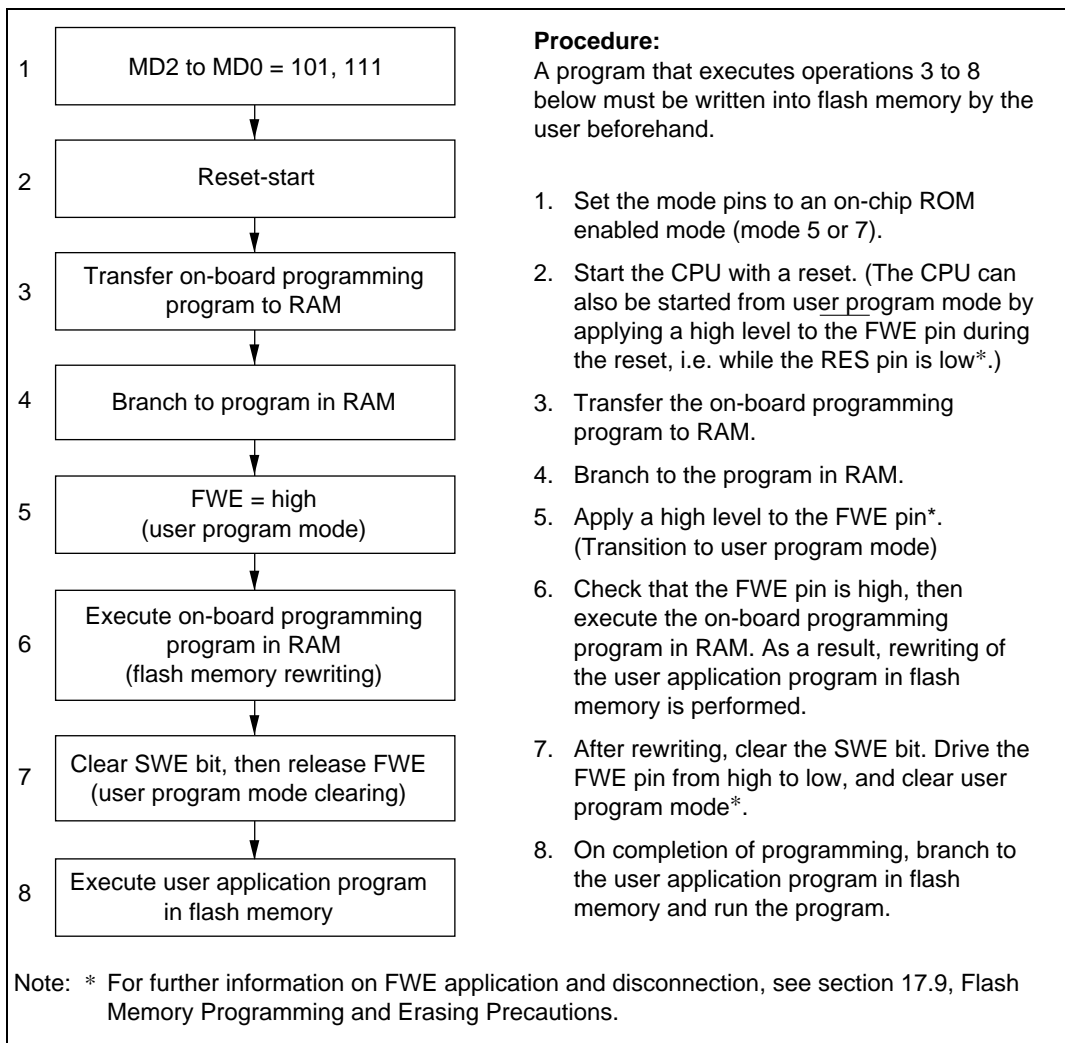 1
MD2 to MD0 = 101, 111
2
Reset-start
3
Transfer on-board programming
program to RAM
4
Branch to program in RAM
5
FWE = high
(user program mode)
6
Execute on-board programming
program in RAM
(flash memory rewriting)
7
Clear SWE bit, then release FWE
(user program mode clearing)
8
Execute user application program
in flash memory
Procedure:
A program that executes operations 3 to 8
below must be written into flash memory by the
user beforehand.
1. Set the mode pins to an on-chip ROM
enabled mode (mode 5 or 7).
2. Start the CPU with a reset. (The CPU can
also be started from user program mode by
applying a high level to the FWE pin during
the reset, i.e. while the RES pin is low*.)
3. Transfer the on-board programming
program to RAM.
4. Branch to the program in RAM.
5. Apply a high level to the FWE pin*.
(Transition to user program mode)
6. Check that the FWE pin is high, then
execute the on-board programming
program in RAM. As a result, rewriting of
the user application program in flash
memory is performed.
7. After rewriting, clear the SWE bit. Drive the
FWE pin from high to low, and clear user
program mode*.
8. On completion of programming, branch to
the user application program in flash
memory and run the program.
Note: * For further information on FWE application and disconnection, see section 17.9, Flash
Memory Programming and Erasing Precautions.